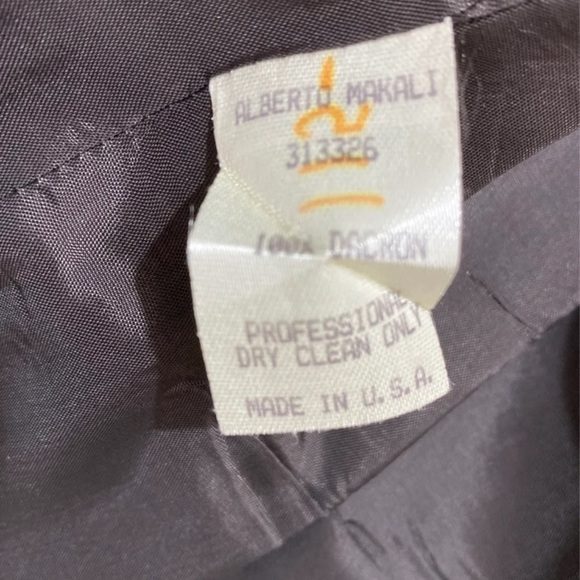 ALBERTO MAKALI
313326
100% DACRON
PROFESSIONAL
DRY CLEAN ONLY
MADE IN U.S.A.